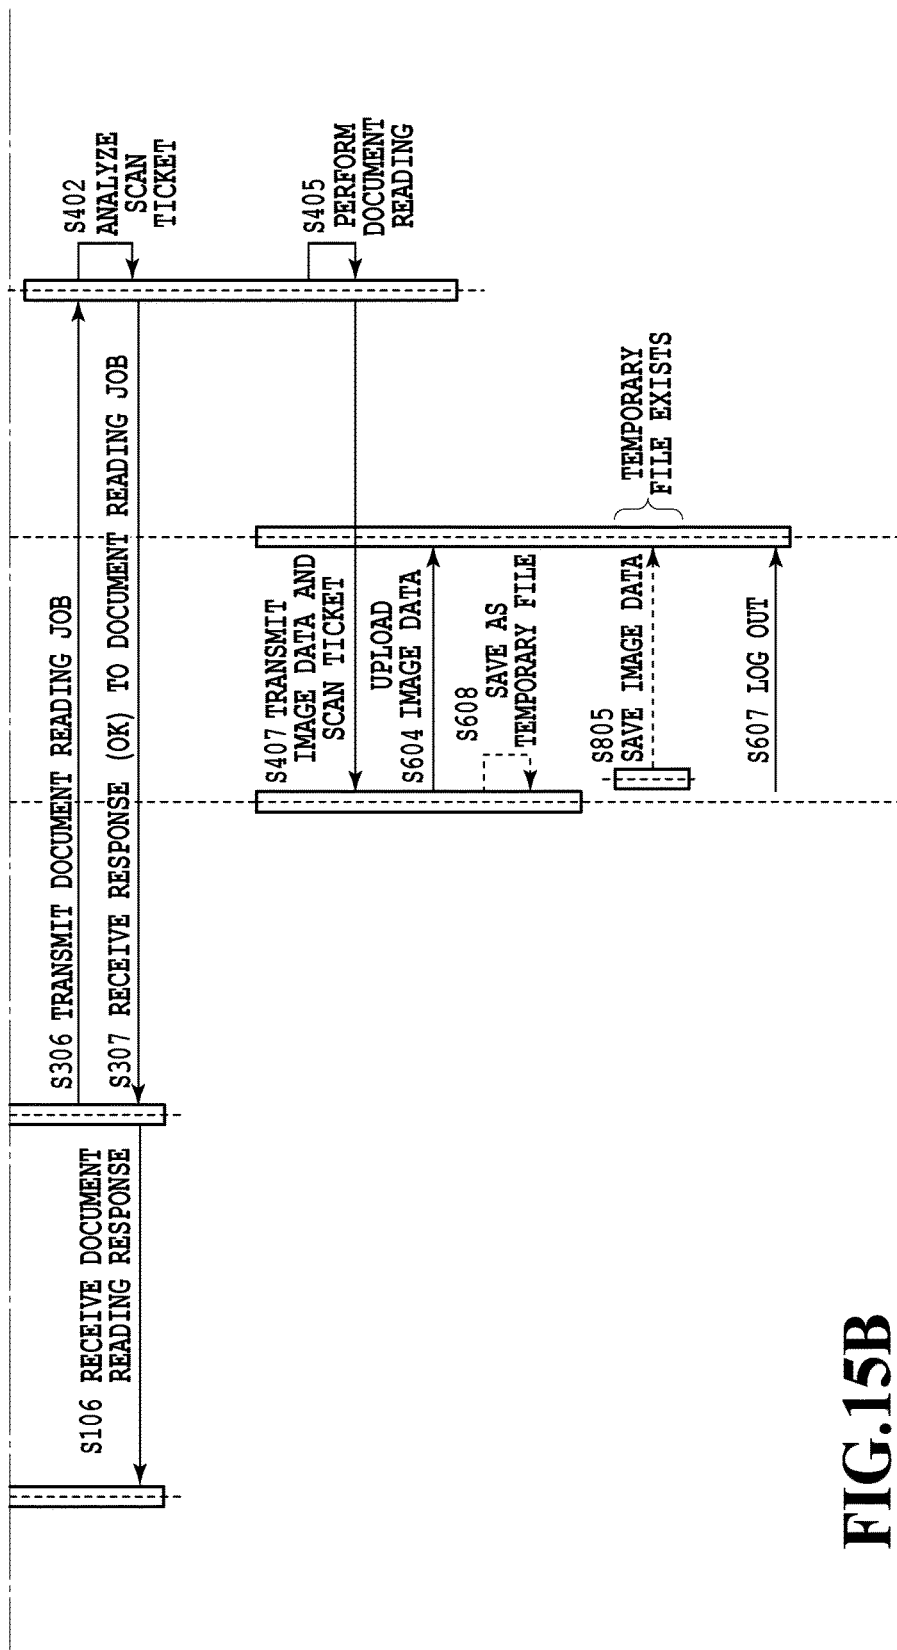 S306 TRANSMIT DOCUMENT READING JOB
S402
ANALYZE
SCAN
TICKET
S307 RECEIVE RESPONSE (OK) TO DOCUMENT READING JOB
S106 RECEIVE DOCUMENT
READING RESPONSE
S405
PERFORM
DOCUMENT
READING
S407 TRANSMIT
IMAGE DATA AND
SCAN TICKET
UPLOAD
S604 IMAGE DATA
S608
SAVE AS
TEMPORARY FILE
S805
SAVE IMAGE DATA
TEMPORARY
FILE EXISTS
S607 LOG OUT
FIG.15B